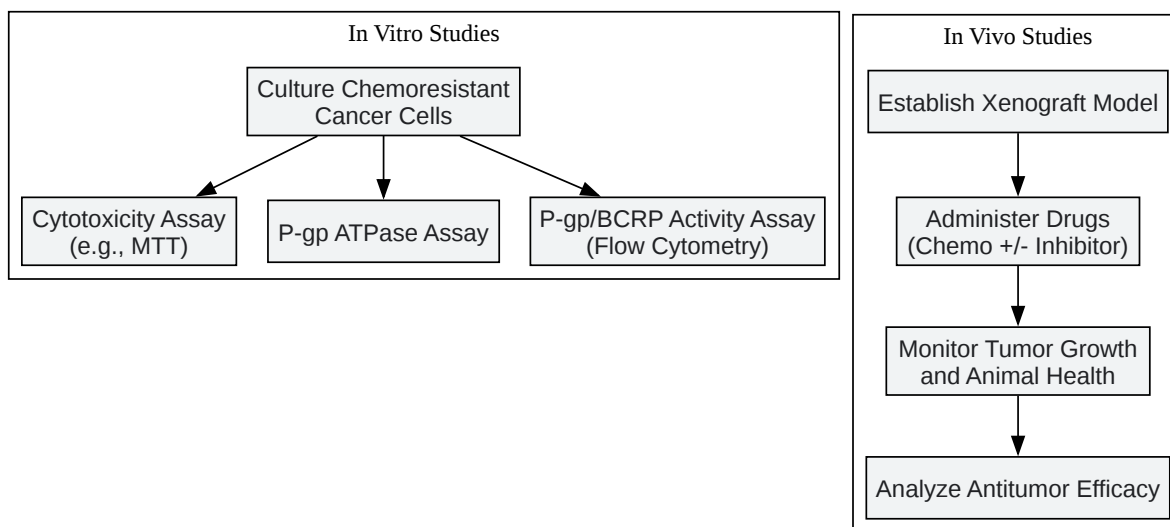 In Vitro Studies
Culture Chemoresistant
Cancer Cells
Cytotoxicity Assay
(e.g., MTT)
P-gp ATPase Assay
P-gp/BCRP Activity Assay
(Flow Cytometry)
In Vivo Studies
Establish Xenograft Model
Administer Drugs
(Chemo +/- Inhibitor)
Monitor Tumor Growth
and Animal Health
Analyze Antitumor Efficacy